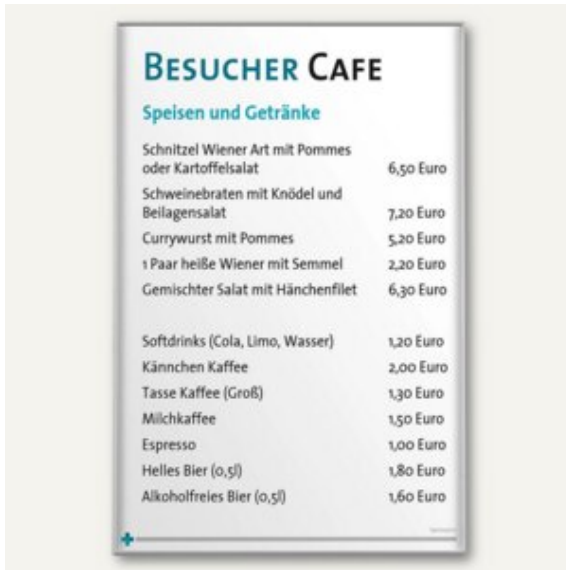 BESUCHER CAFE
Speisen und Getränke
Schnitzel Wiener Art mit Pommes
oder Kartoffelsalat 6,50 Euro
Schweinebraten mit Knödel und
Beilagensalat 7,20 Euro
Currywurst mit Pommes 5,20 Euro
1 Paar heiße Wiener mit Semmel 2,20 Euro
Gemischter Salat mit Hänchenfilet 6,30 Euro
Softdrinks (Cola, Limo, Wasser) 1,20 Euro
Kännchen Kaffee 2,00 Euro
Tasse Kaffee (Groß) 1,30 Euro
Milchkaffee 1,50 Euro
Espresso 1,00 Euro
Helles Bier (0,5l) 1,80 Euro
Alkoholfreies Bier (0,5l) 1,60 Euro